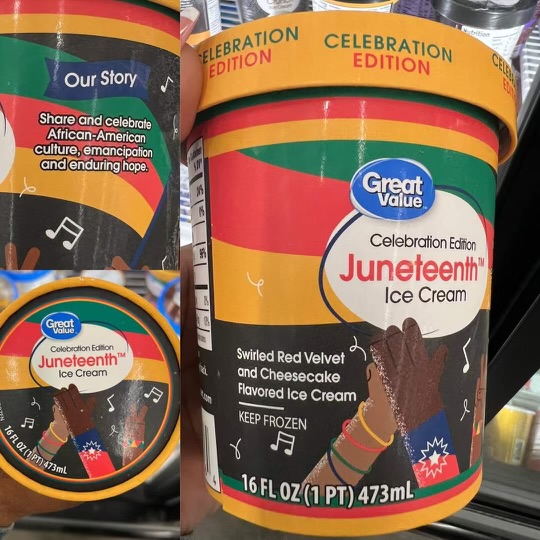 Our Story
Share and celebrate
African-American
culture, emancipation
and enduring hope.
Great
Value
Celebration Edition
Juneteenth™
Ice Cream
16 FL OZ (1 PT) 473mL
CELEBRATION
EDITION
CELEBRATION
EDITION
Great
Value
Celebration Edition
Juneteenth™
Ice Cream
Swirled Red Velvet
and Cheesecake
Flavored Ice Cream
KEEP FROZEN
16 FL OZ (1 PT) 473mL